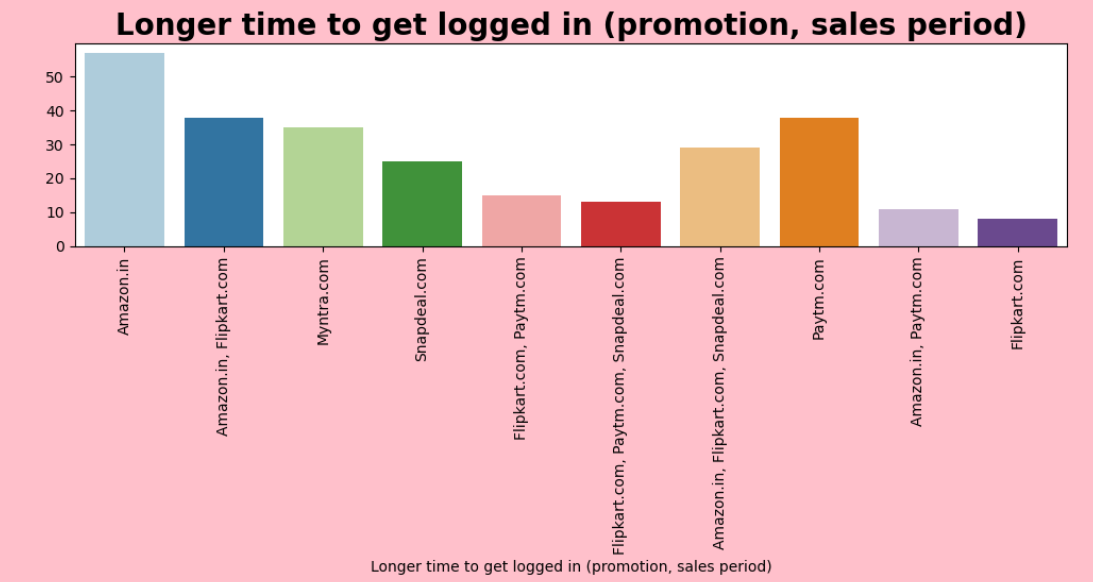 Longer time to get logged in (promotion, sales period)
50
40
30
20
10
0
Amazon.in
Amazon.in, Flipkart.com
Myntra.com
Snapdeal.com
Flipkart.com, Paytm.com
Flipkart.com, Paytm.com, Snapdeal.com
Amazon.in, Flipkart.com, Snapdeal.com
Paytm.com
Amazon.in, Paytm.com
Flipkart.com
Longer time to get logged in (promotion, sales period)